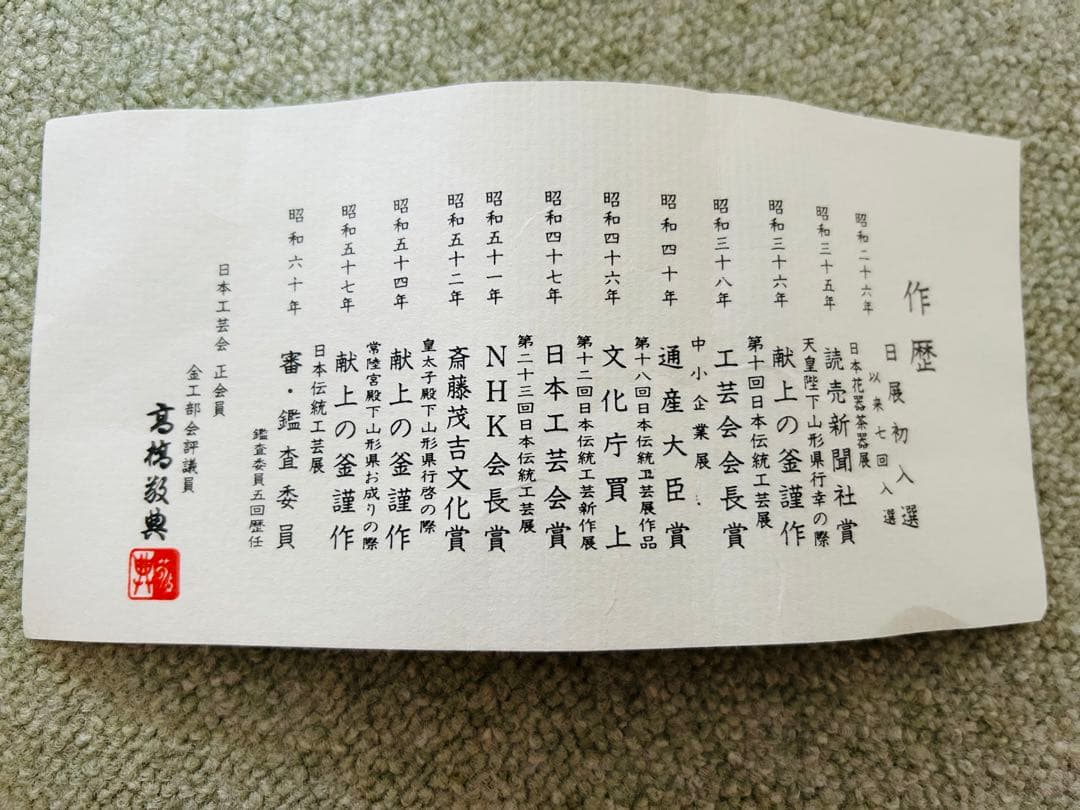 作歴
昭和二十六年 日展初入選
以来七回入選
昭和三十五年 日本花器茶器展
読売新聞社賞
昭和三十六年 天皇陛下山形県行幸の際
献上の釜謹作
昭和三十八年 第十回日本伝統工芸展
工芸会会長賞
昭和四十年 中小企業展
通産大臣賞
昭和四十六年 第十八回日本伝統工芸展作品
文化庁買上
昭和四十七年 第十二回日本伝統工芸新作展
日本工芸会賞
昭和五十一年 第二十三回日本伝統工芸展
NHK会長賞
昭和五十二年 斎藤茂吉文化賞
昭和五十四年 皇太子殿下山形県行啓の際
献上の釜謹作
昭和五十七年 常陸宮殿下山形県お成りの際
献上の釜謹作
昭和六十年 日本伝統工芸展
審・鑑査委員
鑑査委員五回歴任
日本工芸会 正会員
金工部会評議員
高橋敬典
敬典